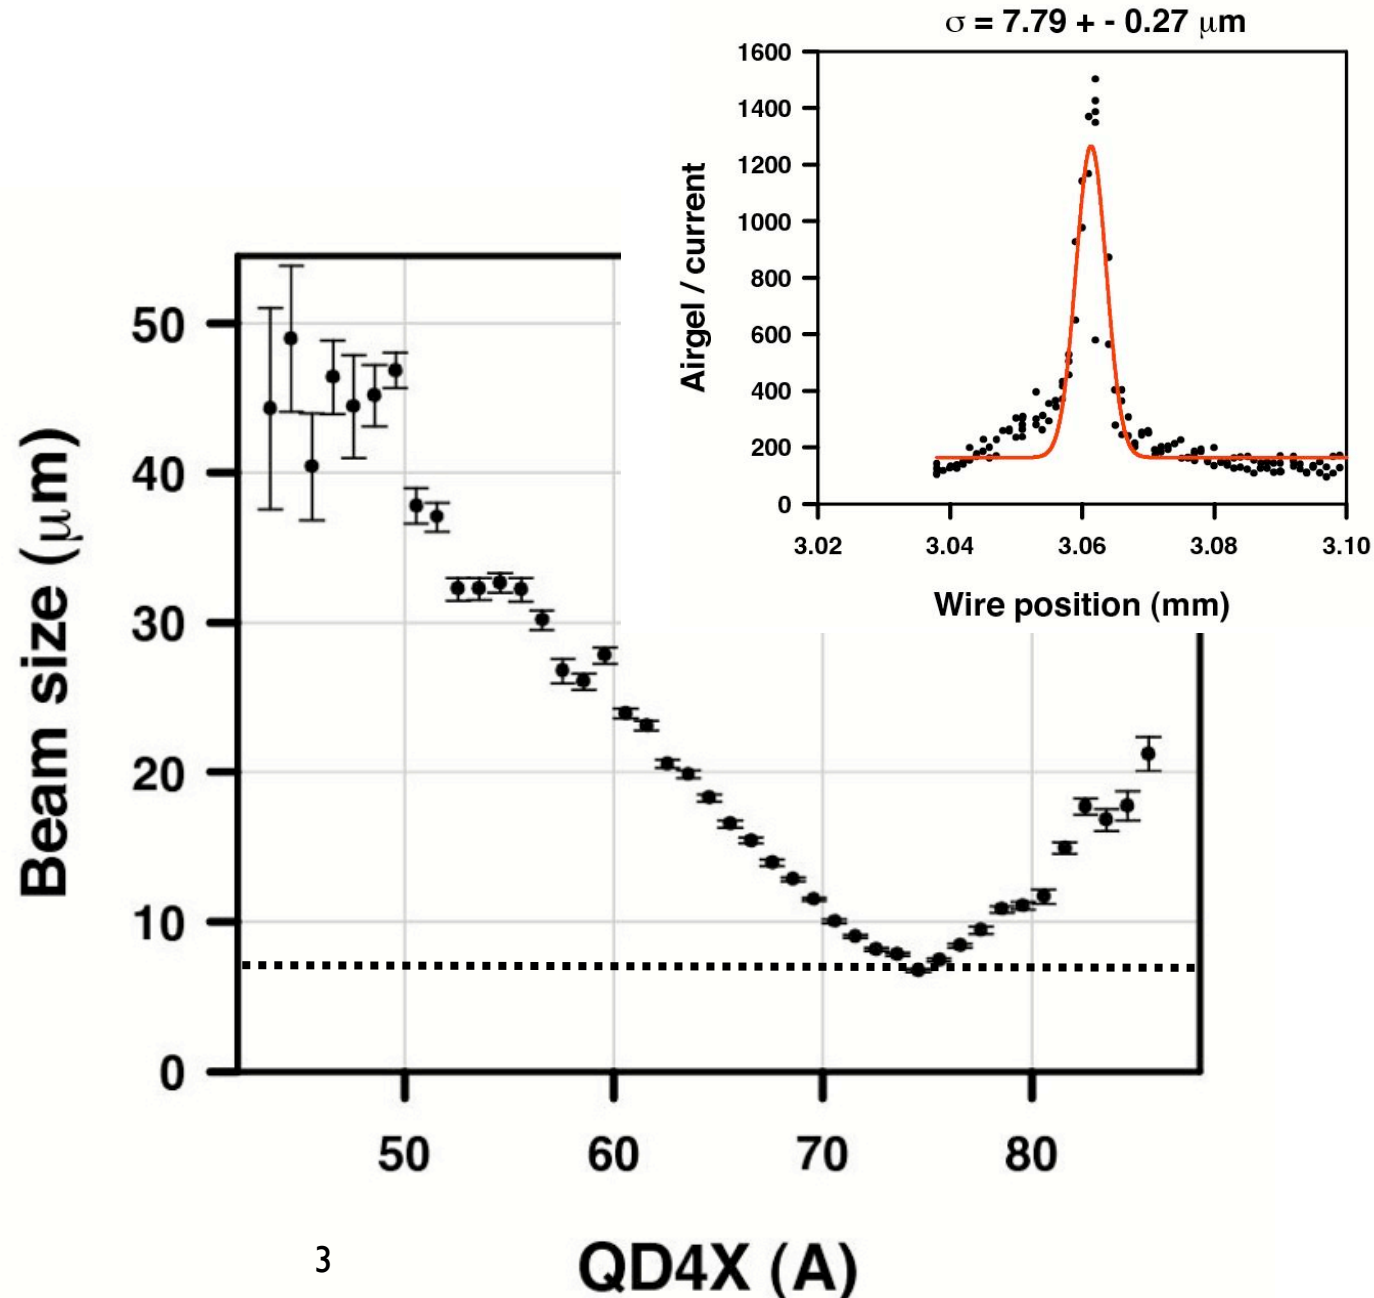 σ = 7.79 + - 0.27 μm
1600
1400
1200
1000
800
600
400
200
0
Airgel / current
3.02 3.04 3.06 3.08 3.10
Wire position (mm)
50
40
30
20
10
0
Beam size (μm)
50 60 70 80
QD4X (A)
3